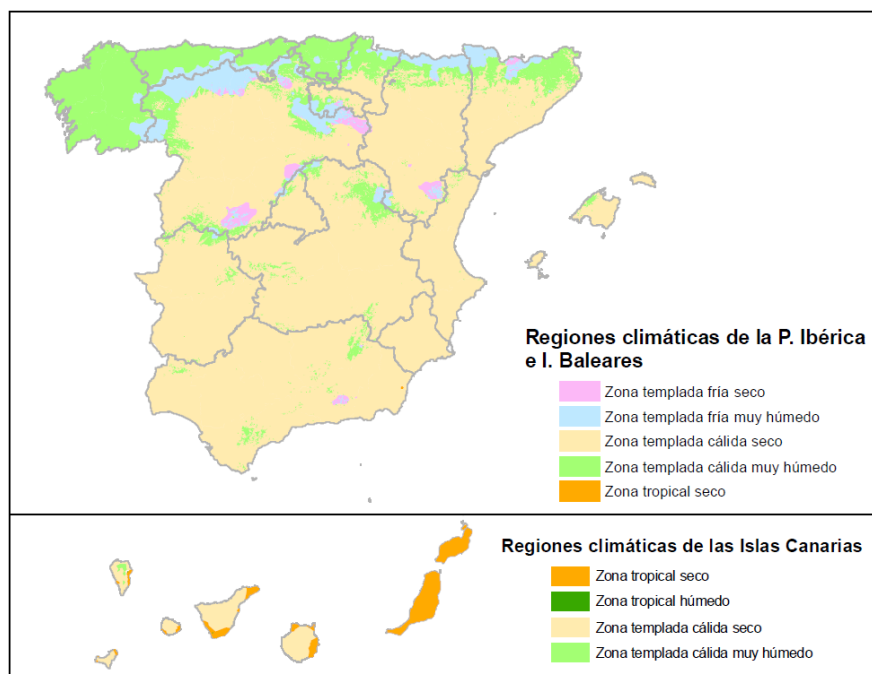 Regiones climáticas de la P. Ibérica
e I. Baleares
Zona templada fría seco
Zona templada fría muy húmedo
Zona templada cálida seco
Zona templada cálida muy húmedo
Zona tropical seco
Regiones climáticas de las Islas Canarias
Zona tropical seco
Zona tropical húmedo
Zona templada cálida seco
Zona templada cálida muy húmedo